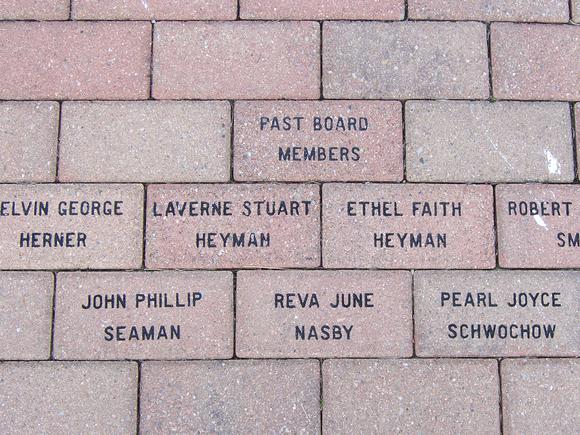 PAST BOARD
MEMBERS
ELVIN GEORGE
HERNER
LAVERNE STUART
HEYMAN
ETHEL FAITH
HEYMAN
ROBERT
SM
JOHN PHILLIP
SEAMAN
REVA JUNE
NASBY
PEARL JOYCE
SCHWOCHOW